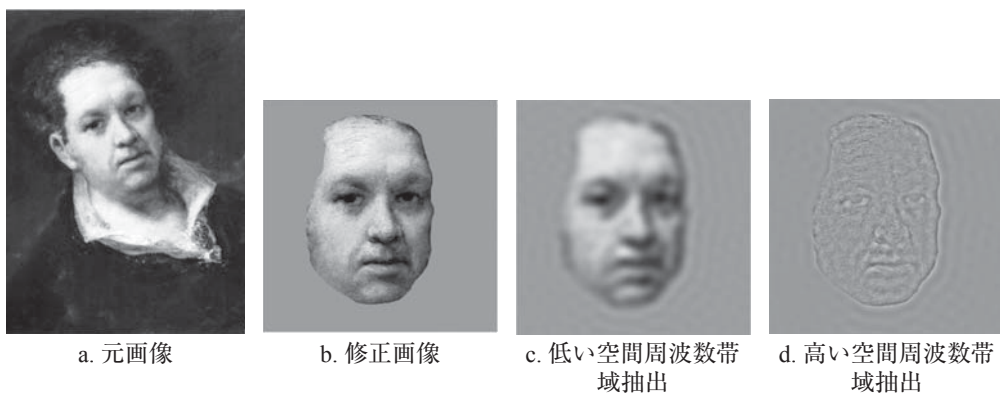 a. 元画像
b. 修正画像
c. 低い空間周波数帯
域抽出
d. 高い空間周波数帯
域抽出